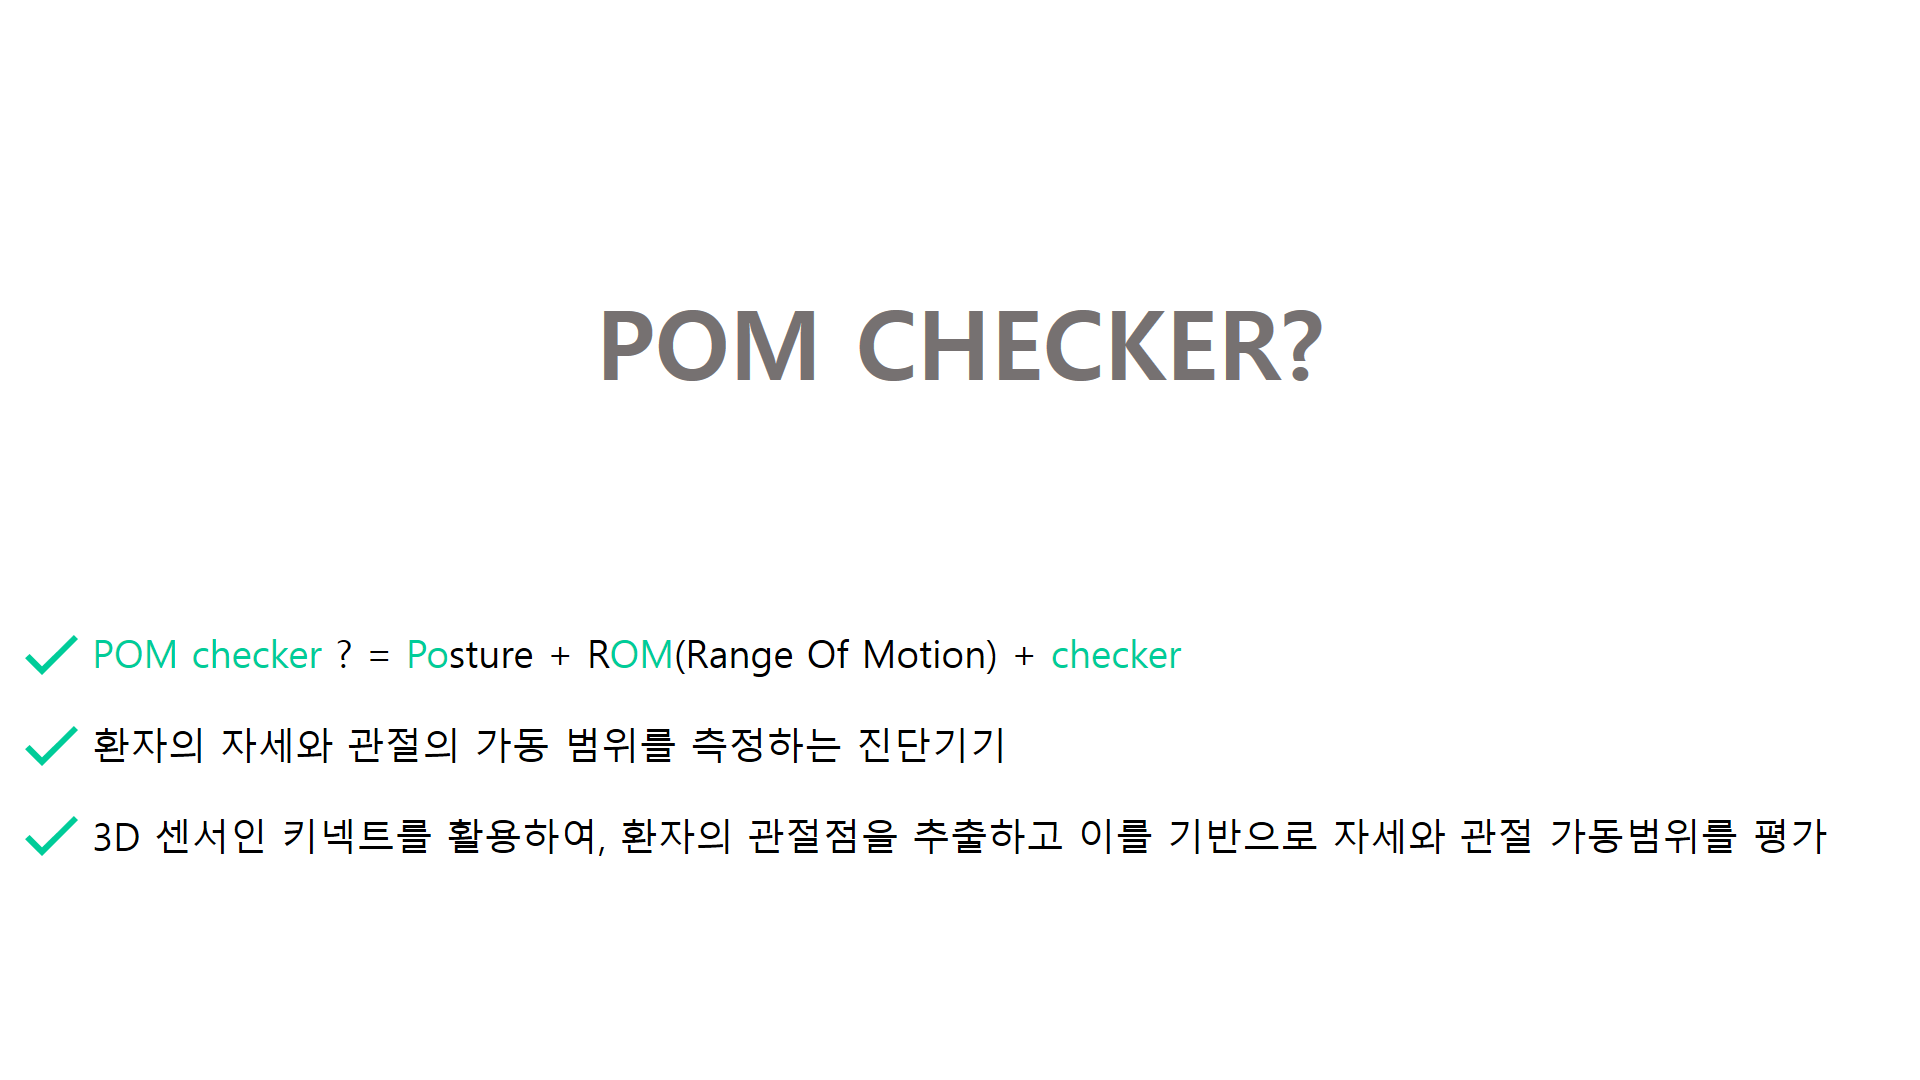 POM CHECKER?
POM checker ? = Posture + ROM(Range Of Motion) + checker
환자의 자세와 관절의 가동 범위를 측정하는 진단기기
3D 센서인 키넥트를 활용하여, 환자의 관절점을 추출하고 이를 기반으로 자세와 관절 가동범위를 평가